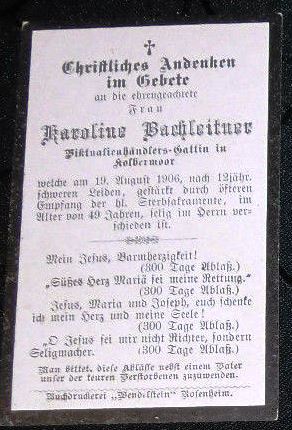 Christliches Andenken
im Gebete
an die ehrengeachtete
Frau
Karoline Bachleitner
Viktualienhändlers-Gattin in
Kolbermoor
welche am 19. August 1906, nach 12jähr.
schweren Leiden, gestärkt durch öfteren
Empfang der hl. Sterbsakramente, im
Alter von 49 Jahren, selig im Herrn ver-
schieden ist.
Mein Jesus, Barmherzigkeit!
(300 Tage Ablaß.)
„Süßes Herz Mariä sei meine Rettung."
(300 Tage Ablaß.)
Jesus, Maria und Joseph, euch schenke
ich mein Herz und meine Seele!
(300 Tage Ablaß.)
„O Jesus sei mir nicht Richter, sondern
Seligmacher. (300 Tage Ablaß.)
Man bittet, diese Ablässe nebst einem Vater
unser der teuren Verstorbenen zuzuwenden.
Buchdruckerei „Wendelstein" Rosenheim.